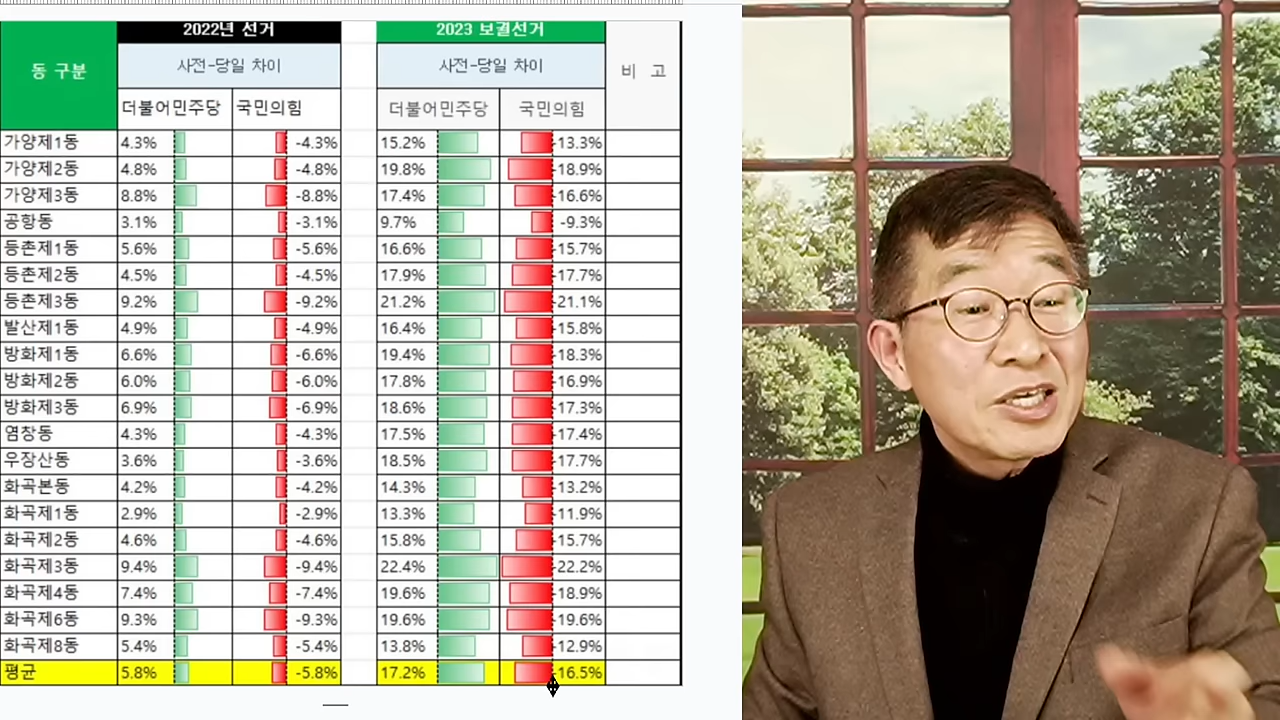 2022년 선거 2023 보궐선거
동 구분 사전-당일 차이 사전-당일 차이 비 고
더불어민주당 국민의힘 더불어민주당 국민의힘
가양제1동 4.3% -4.3% 15.2% -13.3%
가양제2동 4.8% -4.8% 19.8% -18.9%
가양제3동 8.8% -8.8% 17.4% -16.6%
공항동 3.1% -3.1% 9.7% -9.3%
등촌제1동 5.6% -5.6% 16.6% -15.7%
등촌제2동 4.5% -4.5% 17.9% -17.7%
등촌제3동 9.2% -9.2% 21.2% -21.1%
발산제1동 4.9% -4.9% 16.4% -15.8%
방화제1동 6.6% -6.6% 19.4% -18.3%
방화제2동 6.0% -6.0% 17.8% -16.9%
방화제3동 6.9% -6.9% 18.6% -17.3%
염창동 4.3% -4.3% 17.5% -17.4%
우장산동 3.6% -3.6% 18.5% -17.7%
화곡본동 4.2% -4.2% 14.3% -13.2%
화곡제1동 2.9% -2.9% 13.3% -11.9%
화곡제2동 4.6% -4.6% 15.8% -15.7%
화곡제3동 9.4% -9.4% 22.4% -22.2%
화곡제4동 7.4% -7.4% 19.6% -18.9%
화곡제6동 9.3% -9.3% 19.6% -19.6%
화곡제8동 5.4% -5.4% 13.8% -12.9%
평균 5.8% -5.8% 17.2% -16.5%